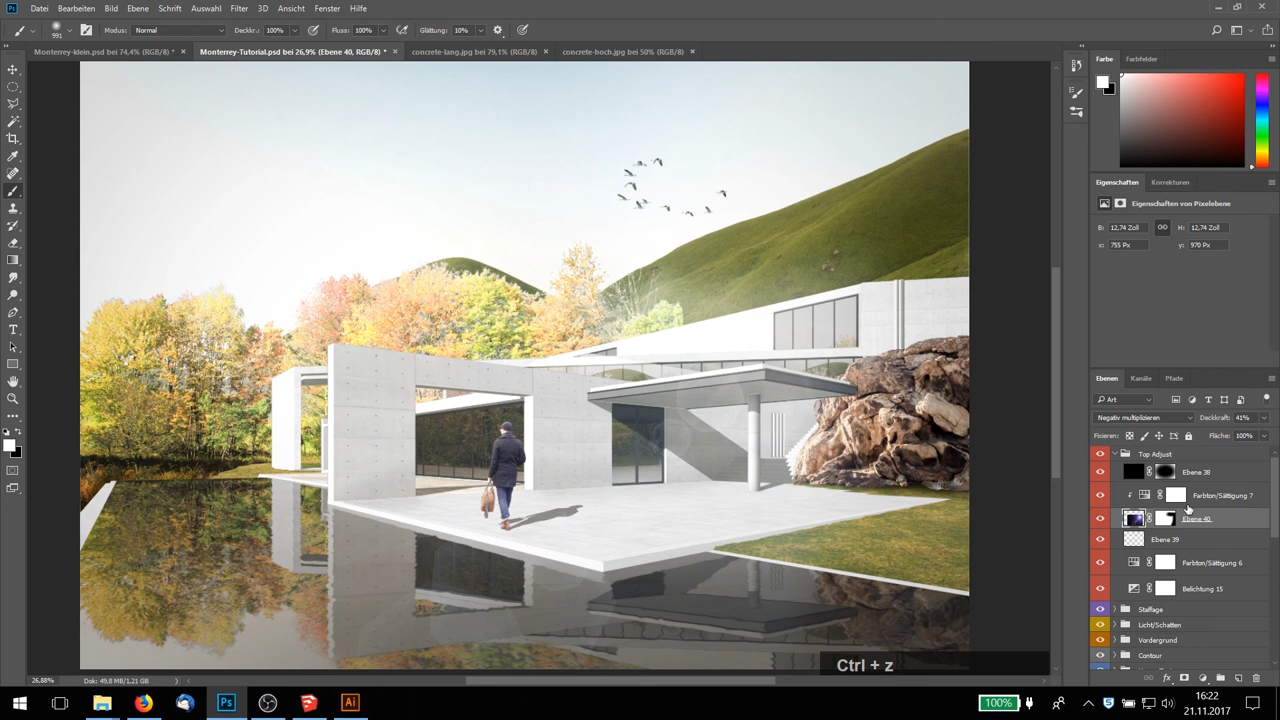 Ps Datei Bearbeiten Bild Ebene Schrift Auswahl Filter 3D Ansicht Fenster Hilfe
991 Modus: Normal Deckkr.: 100% Fluss: 100% Glättung: 10%
Monterrey-klein.psd bei 74,4% (RGB/8) * × Monterrey-Tutorial.psd bei 26,9% (Ebene 40, RGB/8) * × concrete-lang.jpg bei 79,1% (RGB/8) × concrete-hoch.jpg bei 50% (RGB/8) ×
Farbe Farbfelder
Eigenschaften Korrekturen
Eigenschaften von Pixelebene
B: 12,74 Zoll H: 12,74 Zoll
x: 755 Px y: 970 Px
Ebenen Kanäle Pfade
Art
Negativ multiplizieren Deckkraft: 41%
Fixieren: Fläche: 100%
Top Adjust
Ebene 38
Farbton/Sättigung 7
Ebene 40
Ebene 39
Farbton/Sättigung 6
Belichtung 15
Staffage
Licht/Schatten
Vordergrund
Contour
Ctrl + z
26,88% Dok: 49,8 MB/1,21 GB
fx
Ps Ai 100% 16:22
21.11.2017